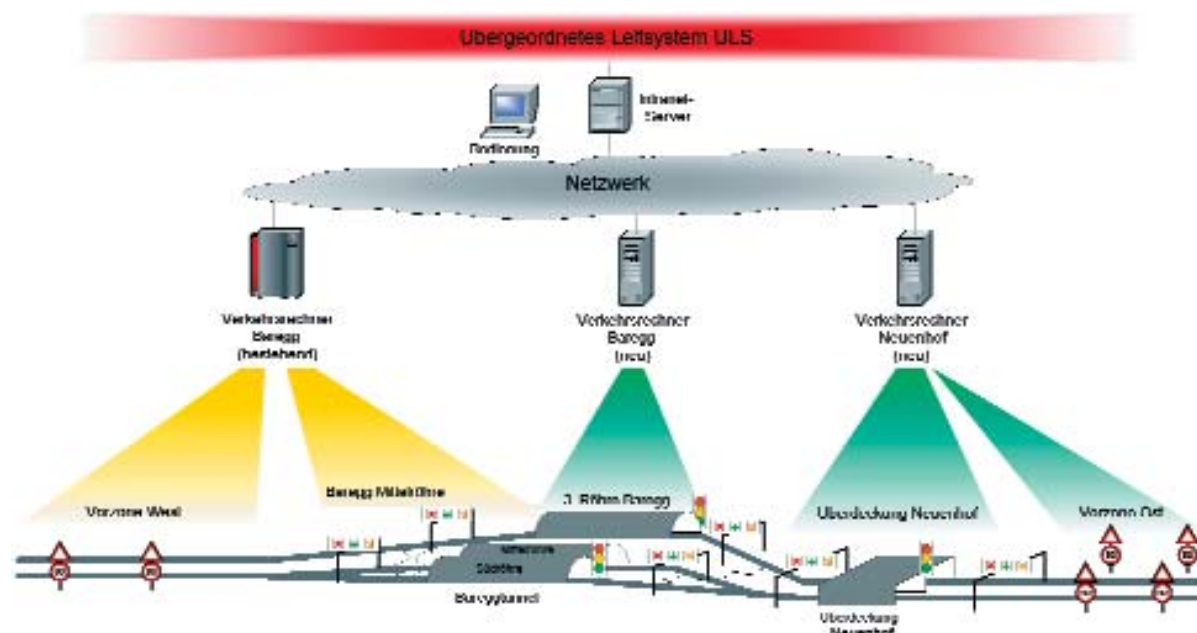 Übergeordnetes Leitsystem ULS
Intranet-
Server
Bedienung
Netzwerk
Verkehrsrechner
Baregg
(bestehend)
Verkehrsrechner
Baregg
(neu)
Verkehrsrechner
Neuenhof
(neu)
Vorzone West
Baregg Mittelröhre
3. Röhre Baregg
Überdeckung Neuenhof
Vorzone Ost
Südröhre
Bareggtunnel
Überdeckung
Neuenhof